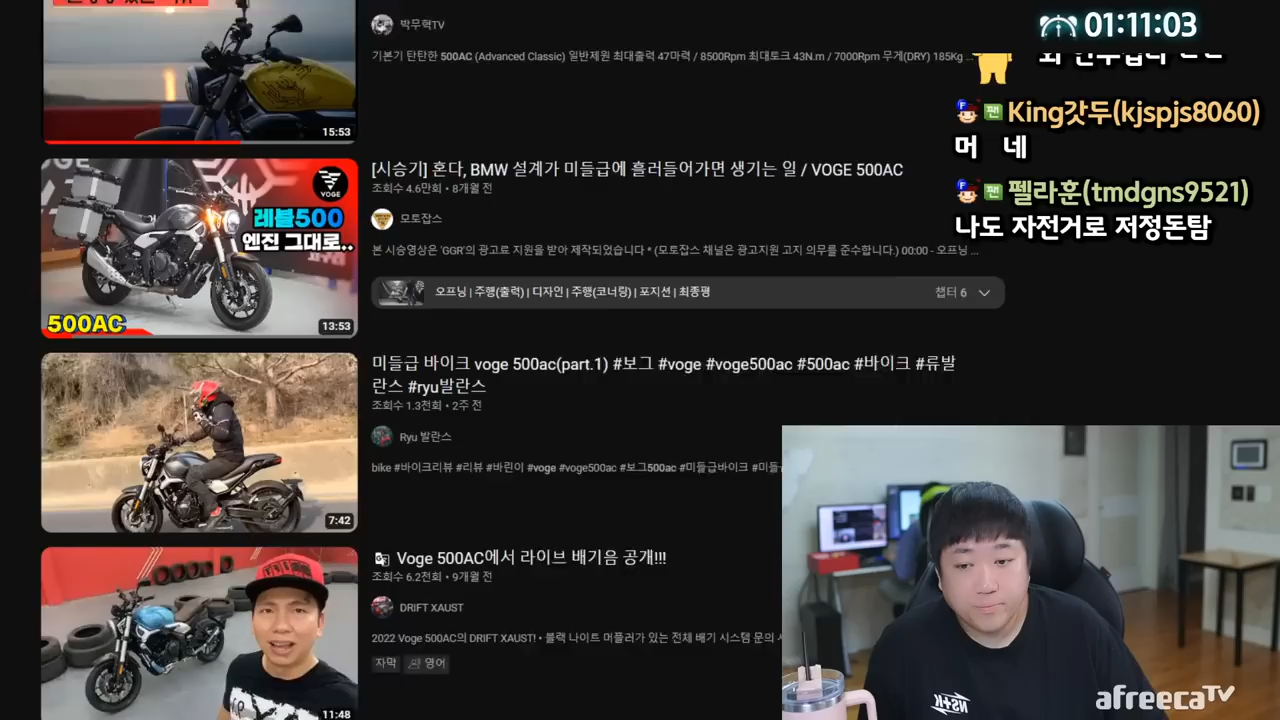 박무혁TV
기본기 탄탄한 500AC (Advanced Classic) 일반제원 최대출력 47마력 / 8500Rpm 최대토크 43N.m / 7000Rpm 무게(DRY) 185Kg ...
15:53
[시승기] 혼다, BMW 설계가 미들급에 흘러들어가면 생기는 일 / VOGE 500AC
조회수 4.6만회 • 8개월 전
모토잡스
본 시승영상은 'GGR'의 광고료 지원을 받아 제작되었습니다 * (모토잡스 채널은 광고지원 고지 의무를 준수합니다.) 00:00 - 오프닝 ...
오프닝 | 주행(출력) | 디자인 | 주행(코너링) | 포지션 | 최종평
챕터 6
VOGE
레블500
엔진 그대로..
500AC
13:53
미들급 바이크 voge 500ac(part.1) #보그 #voge #voge500ac #500ac #바이크 #류발
란스 #ryu발란스
조회수 1.3천회 • 2주 전
Ryu 발란스
bike #바이크리뷰 #리뷰 #바린이 #voge #voge500ac #보그500ac #미들급바이크
7:42
Voge 500AC에서 라이브 배기음 공개!!!
조회수 6.2천회 • 9개월 전
DRIFT XAUST
2022 Voge 500AC의 DRIFT XAUST! • 블랙 나이트 머플러가 있는 전체 배기 시스템 문의
자막
영어
11:48
01:11:03
King갓두(kjspjs8060)
머 네
펠라훈(tmdgns9521)
나도 자전거로 저정돈탐
NS+K
afreecaTV